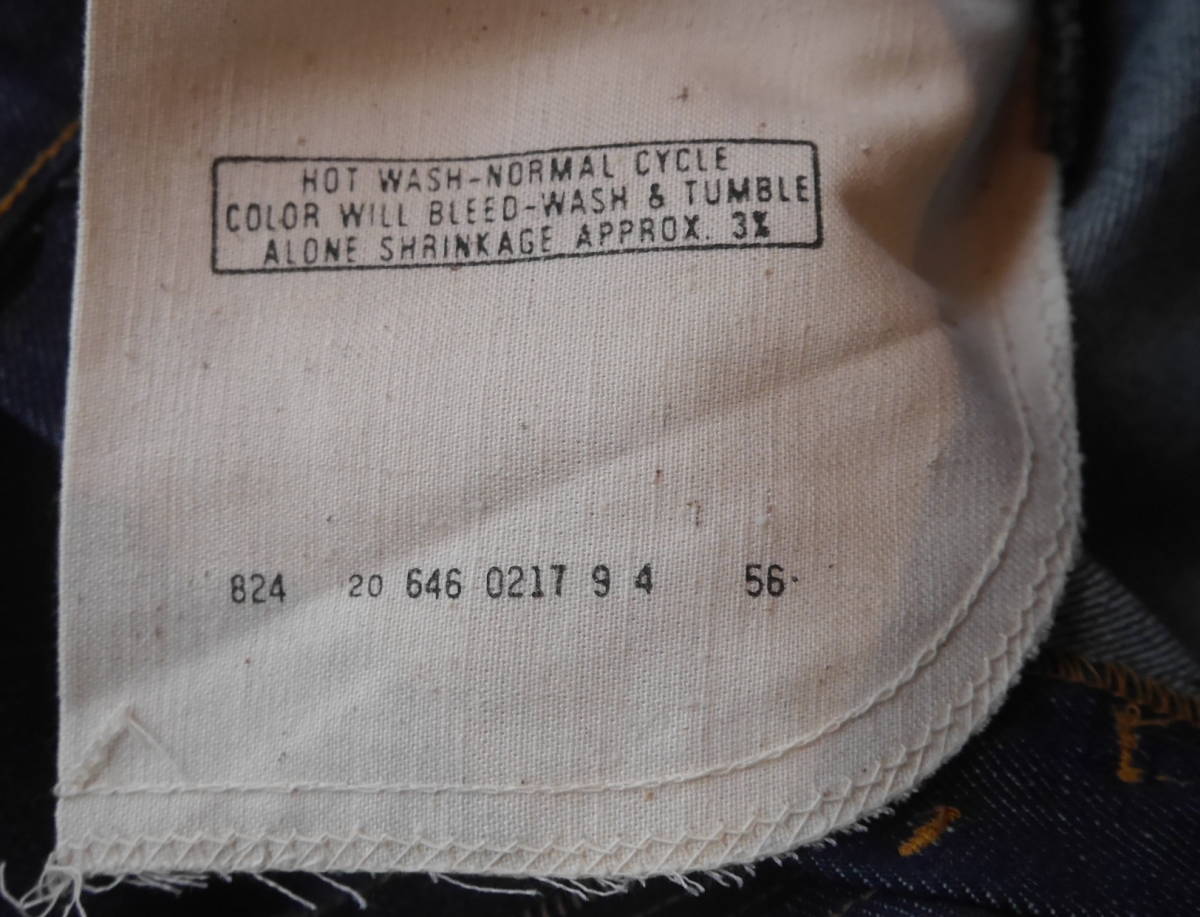 HOT WASH-NORMAL CYCLE
COLOR WILL BLEED-WASH & TUMBLE
ALONE SHRINKAGE APPROX. 3%
824 20 646 0217 9 4 56